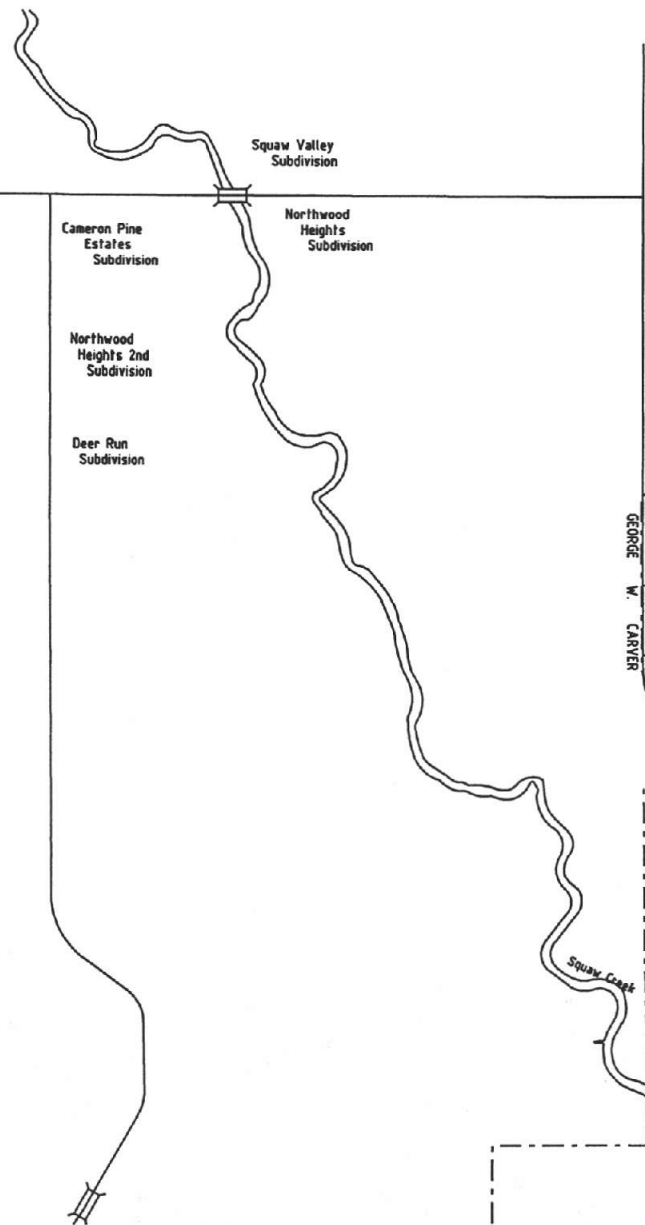 Squaw Valley
Subdivision
Northwood
Heights
Subdivision
Cameron Pine
Estates
Subdivision
Northwood
Heights 2nd
Subdivision
Deer Run
Subdivision
GEORGE W. CARVER
Squaw Creek